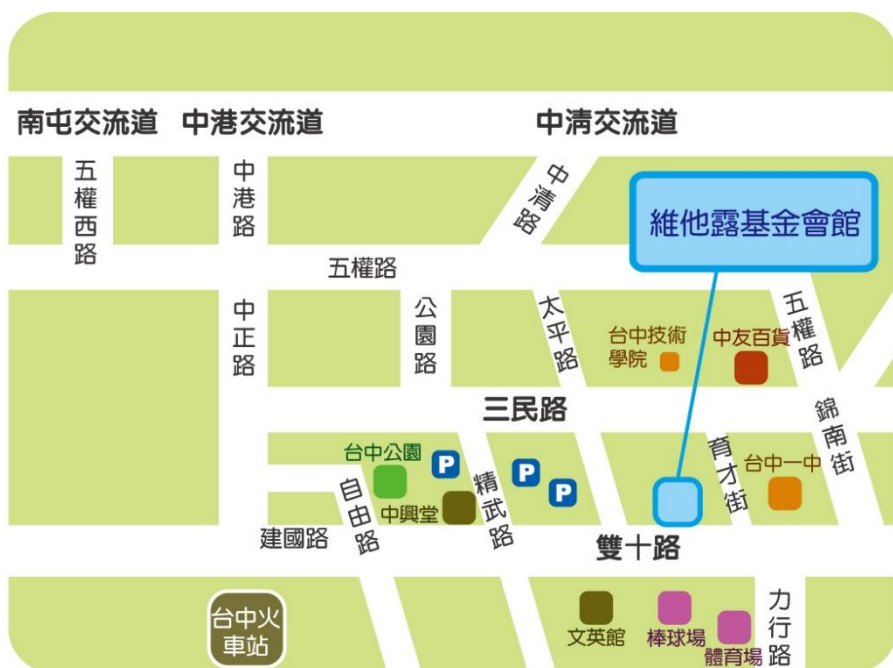 南屯交流道
中港交流道
中清交流道
五權西路
中港路
中清路
維他露基金會館
五權路
中正路
公園路
太平路
台中技術
學院
中友百貨
五權路
三民路
錦南街
台中公園
P
P
P
自由路
中興堂
精武路
育才街
台中一中
建國路
雙十路
台中火
車站
文英館
棒球場
體育場
力行路